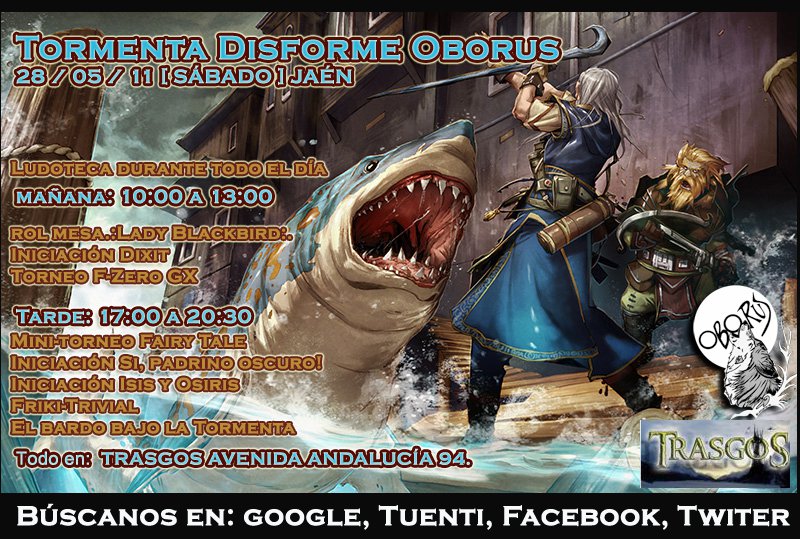 Tormenta Disforme Oborus
28 / 05 / 11 [ SÁBADO ] JAÉN
Ludoteca durante todo el día
MAÑANA: 10:00 A 13:00
rol mesa.:Lady Blackbird:.
Iniciación Dixit
Torneo F-Zero GX
Tarde: 17:00 a 20:30
Mini-torneo Fairy Tale
Iniciación Si, padrino oscuro!
Iniciación Isis y Osiris
Friki-Trivial
El bardo bajo la Tormenta
Todo en: TRASGOS AVENIDA ANDALUCÍA 94.
OBORUS
TRASGOS
Búscanos en: google, Tuenti, Facebook, Twiter